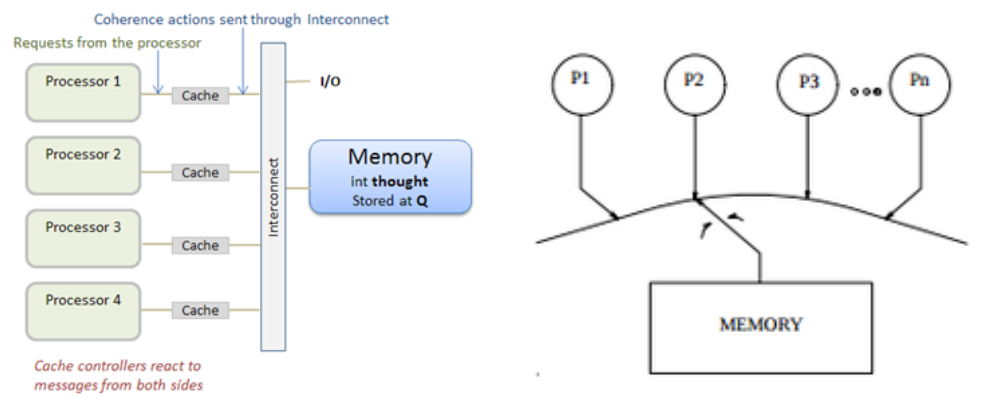 Coherence actions sent through Interconnect
Requests from the processor
Processor 1
Cache
I/O
Processor 2
Cache
Processor 3
Cache
Processor 4
Cache
Interconnect
Memory
int thought
Stored at Q
Cache controllers react to
messages from both sides
P1
P2
P3
Pn
MEMORY